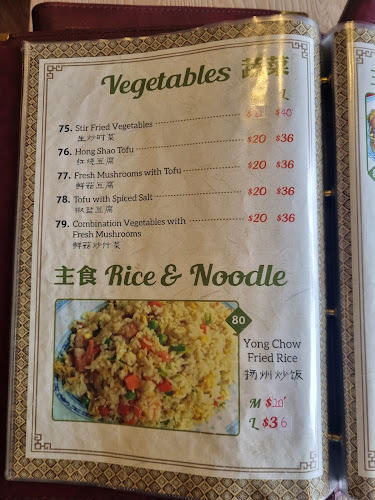 Vegetables 蔬菜
L
75. Stir Fried Vegetables $40
生炒时菜
76. Hong Shao Tofu $20 $36
红烧豆腐
77. Fresh Mushrooms with Tofu $20 $36
鲜菇豆腐
78. Tofu with Spiced Salt $20 $36
椒盐豆腐
79. Combination Vegetables with $20 $36
Fresh Mushrooms
鲜菇炒什菜
主食 Rice & Noodle
80
Yong Chow
Fried Rice
扬州炒饭
M $20
L $36